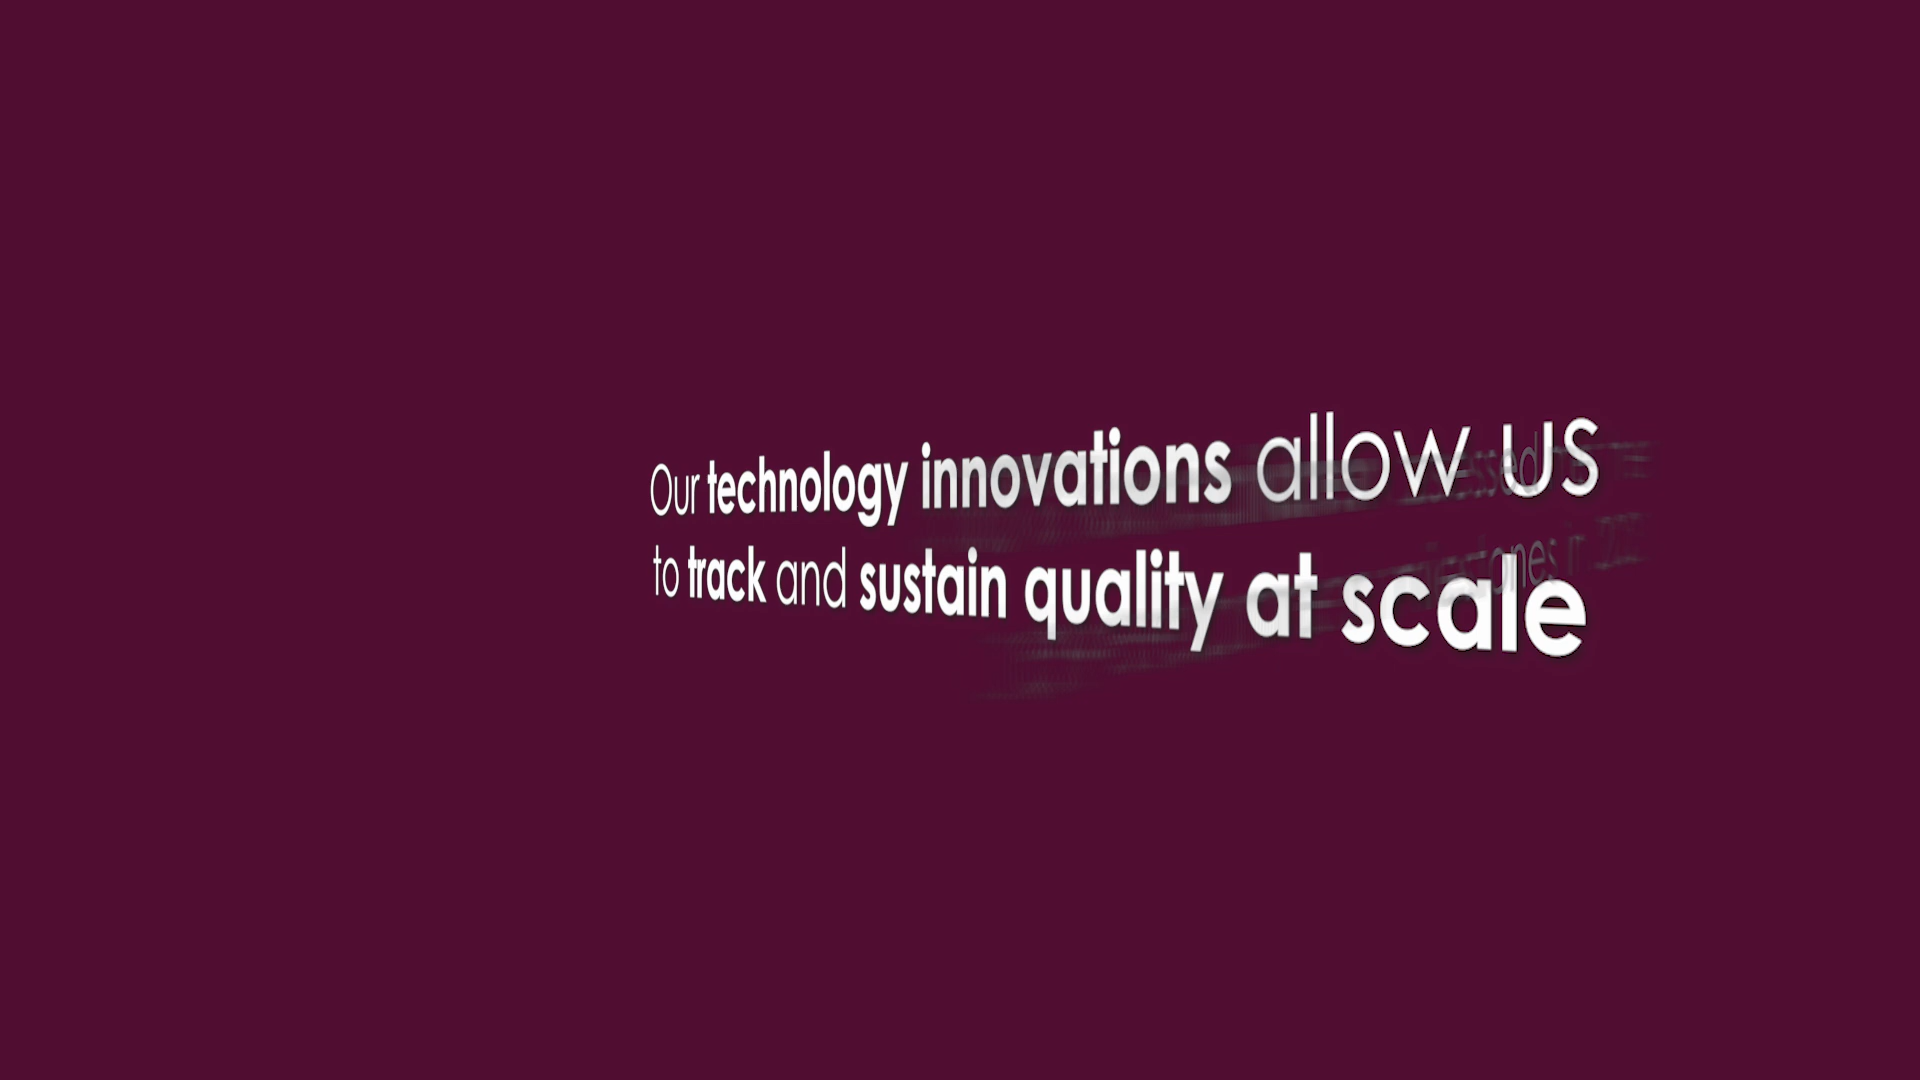 Our technology innovations allow us
to track and sustain quality at scale